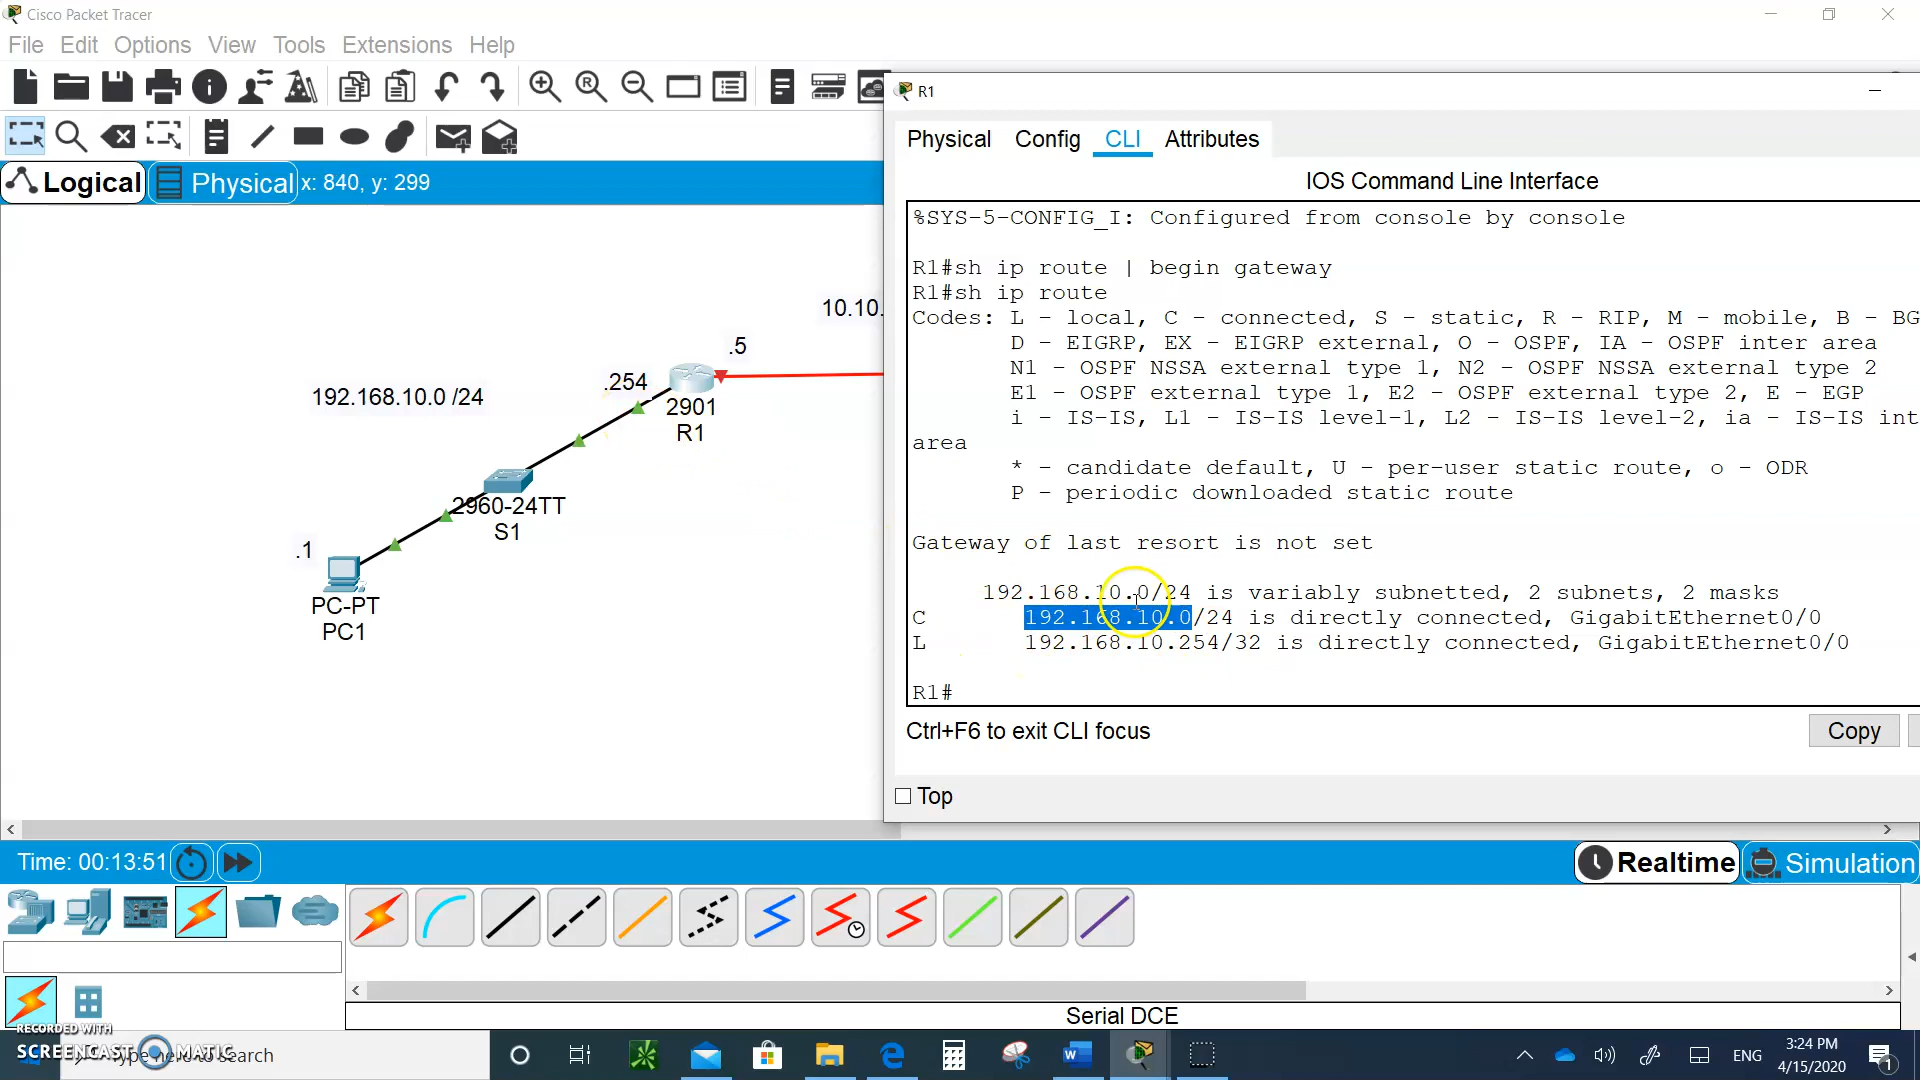 Cisco Packet Tracer
File Edit Options View Tools Extensions Help
R1
Physical Config CLI Attributes
Logical Physical x: 840, y: 299
IOS Command Line Interface
%SYS-5-CONFIG_I: Configured from console by console
R1#sh ip route | begin gateway
R1#sh ip route
Codes: L - local, C - connected, S - static, R - RIP, M - mobile, B - BG
D - EIGRP, EX - EIGRP external, O - OSPF, IA - OSPF inter area
N1 - OSPF NSSA external type 1, N2 - OSPF NSSA external type 2
E1 - OSPF external type 1, E2 - OSPF external type 2, E - EGP
i - IS-IS, L1 - IS-IS level-1, L2 - IS-IS level-2, ia - IS-IS int
area
* - candidate default, U - per-user static route, o - ODR
P - periodic downloaded static route
Gateway of last resort is not set
192.168.10.0/24 is variably subnetted, 2 subnets, 2 masks
C 192.168.10.0/24 is directly connected, GigabitEthernet0/0
L 192.168.10.254/32 is directly connected, GigabitEthernet0/0
R1#
Ctrl+F6 to exit CLI focus
Copy
Top
10.10.
.5
.254
192.168.10.0 /24
2901
R1
2960-24TT
S1
.1
PC-PT
PC1
Time: 00:13:51
Realtime Simulation
Serial DCE
RECORDED WITH
SCREENCAST MATIC
Type here to search
ENG
3:24 PM
4/15/2020
1